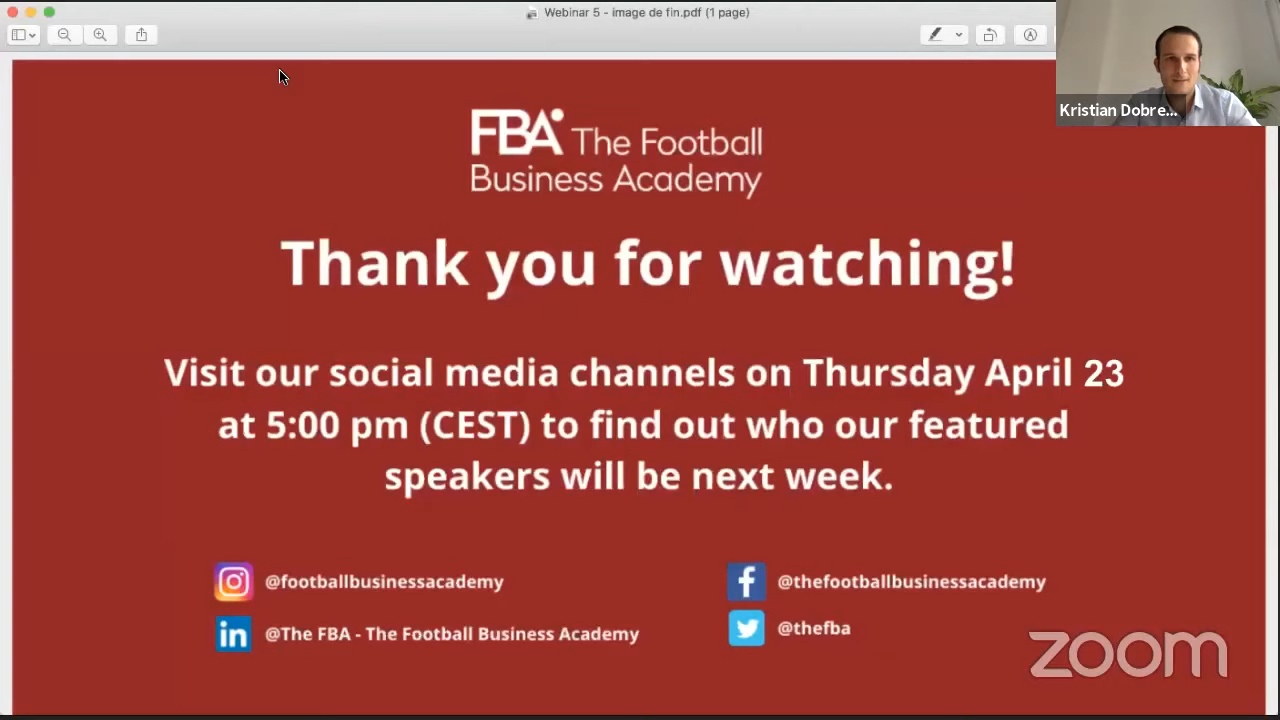 Webinar 5 - image de fin.pdf (1 page)
Kristian Dobre...
FBA The Football
Business Academy
Thank you for watching!
Visit our social media channels on Thursday April 23
at 5:00 pm (CEST) to find out who our featured
speakers will be next week.
@footballbusinessacademy
@thefootballbusinessacademy
in @The FBA - The Football Business Academy
@thefba
zoom